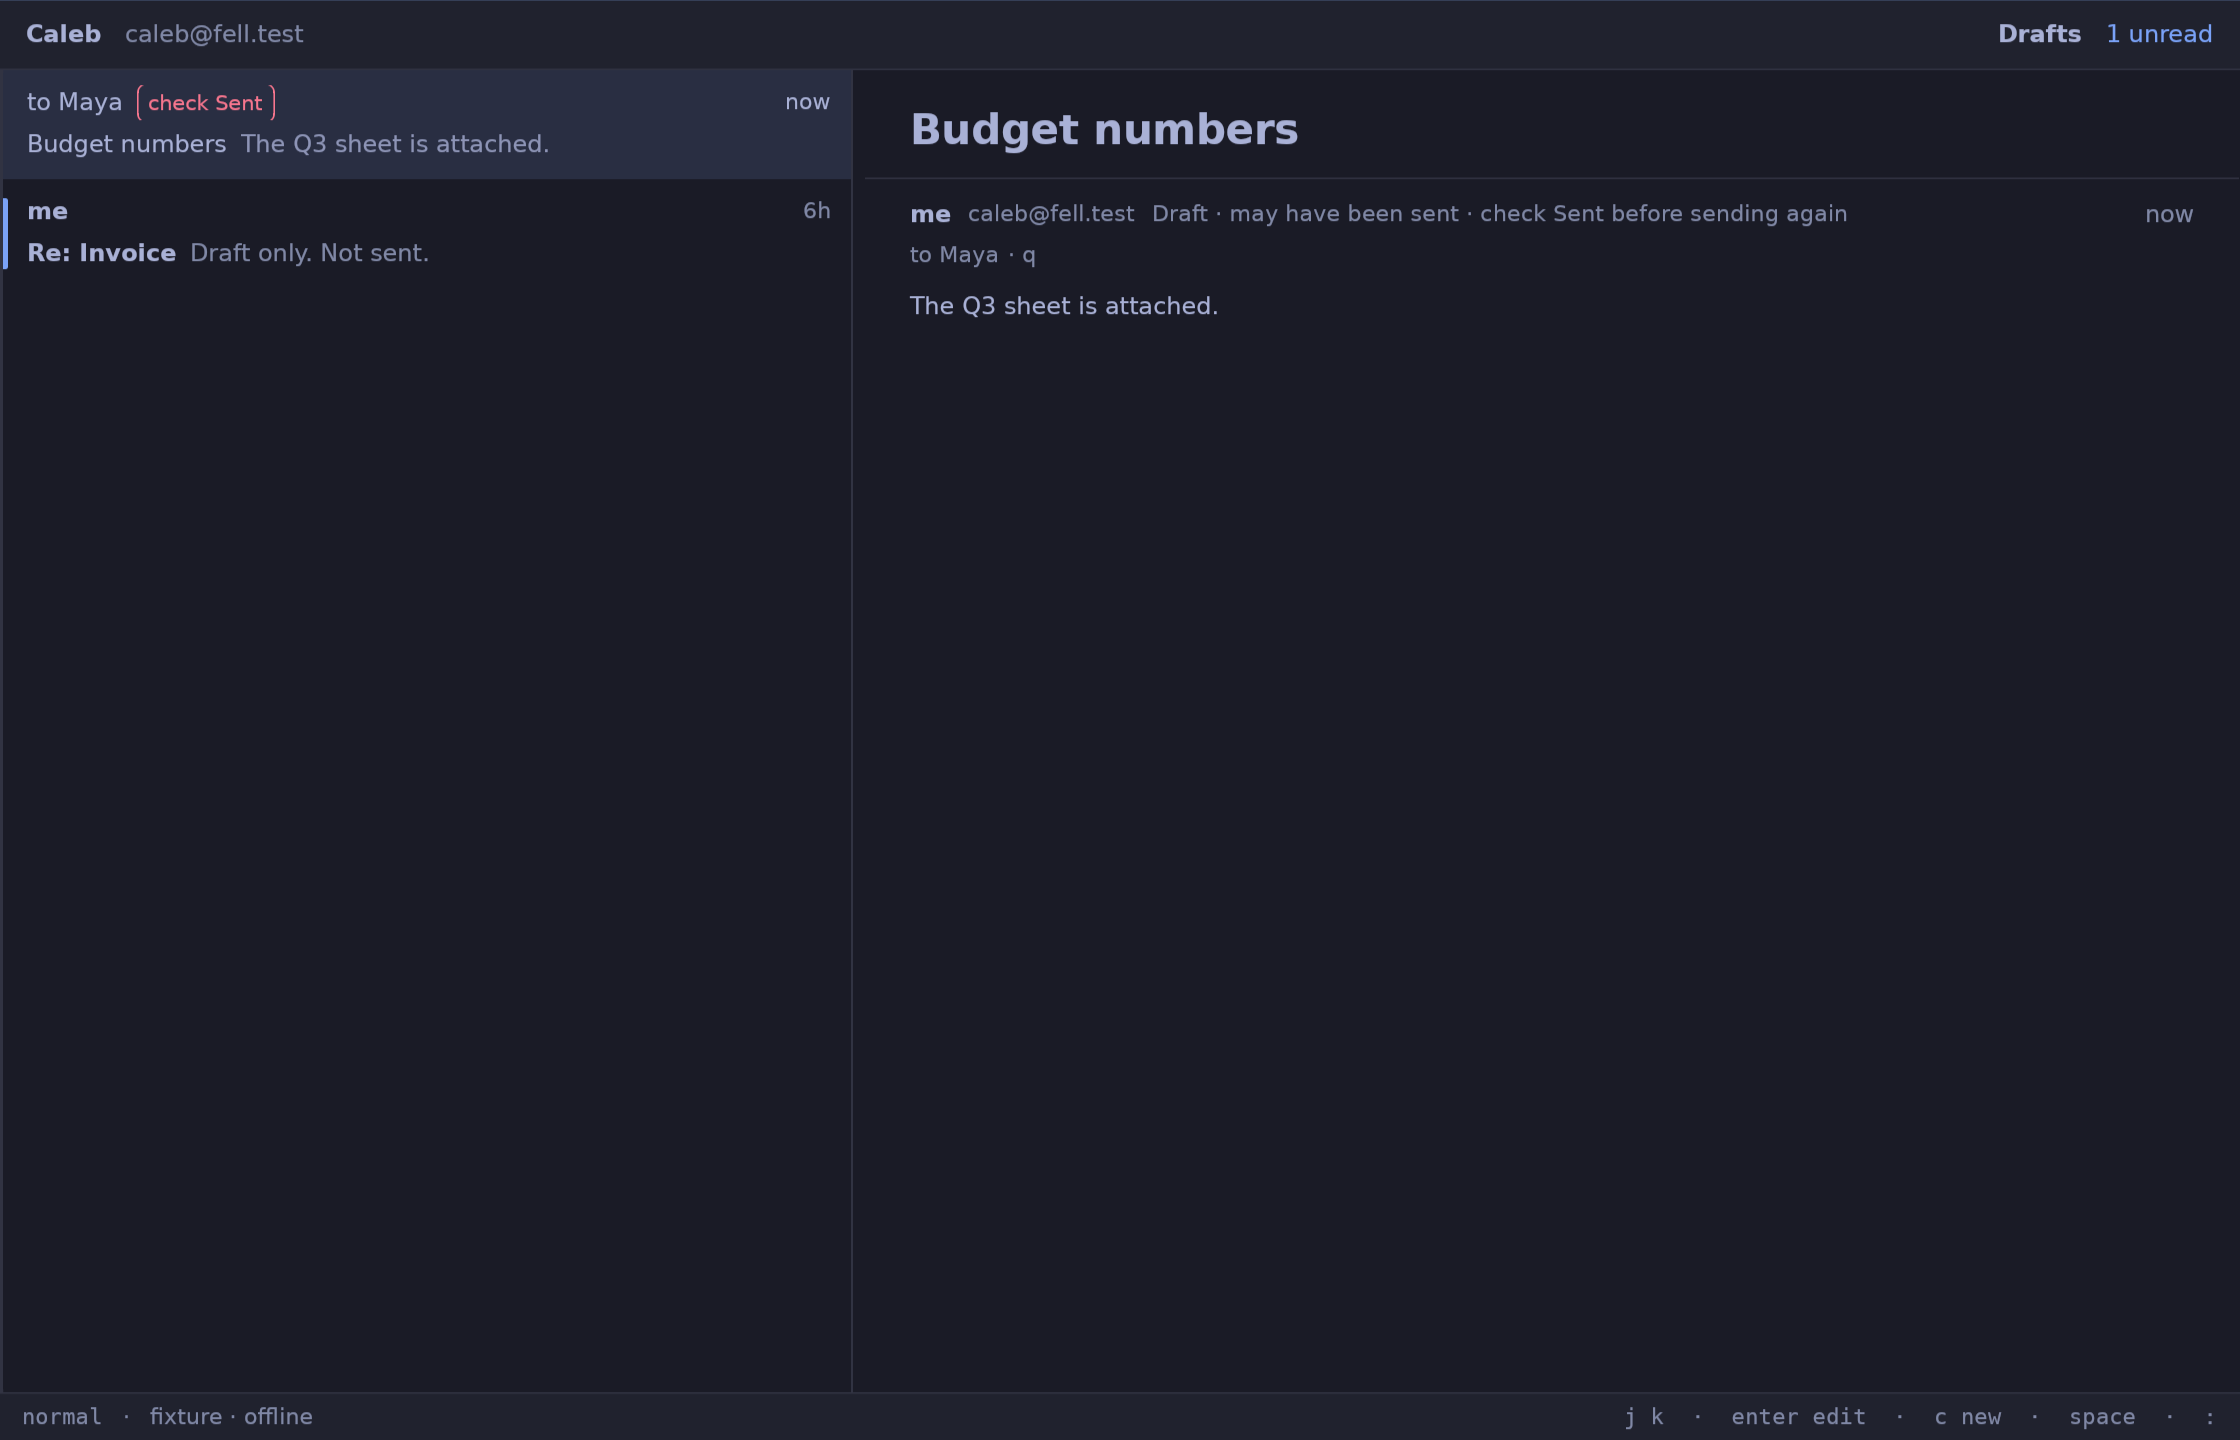 Caleb caleb@fell.test Drafts 1 unread
to Maya check Sent now
Budget numbers The Q3 sheet is attached.
me 6h
Re: Invoice Draft only. Not sent.
Budget numbers
me caleb@fell.test Draft · may have been sent · check Sent before sending again now
to Maya · q
The Q3 sheet is attached.
normal · fixture · offline j k · enter edit · c new · space · :